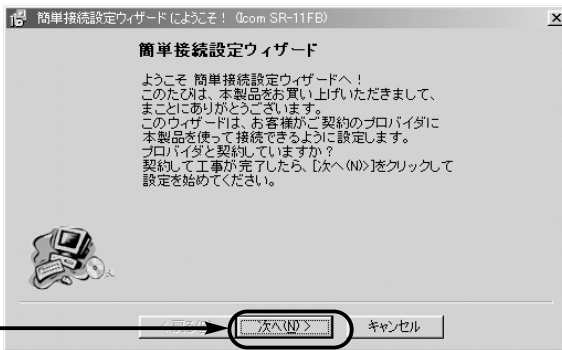 簡単接続設定ウィザード にようこそ！ (Icom SR-11FB)
簡単接続設定ウィザード
ようこそ 簡単接続設定ウィザードへ！
このたびは、本製品をお買い上げいただきまして、
まことにありがとうございます。
このウィザードは、お客様がご契約のプロバイダに
本製品を使って接続できるように設定します。
プロバイダと契約していますか？
契約して工事が完了したら、[次へ(N)>]をクリックして
設定を始めてください。
次へ(N) >
キャンセル